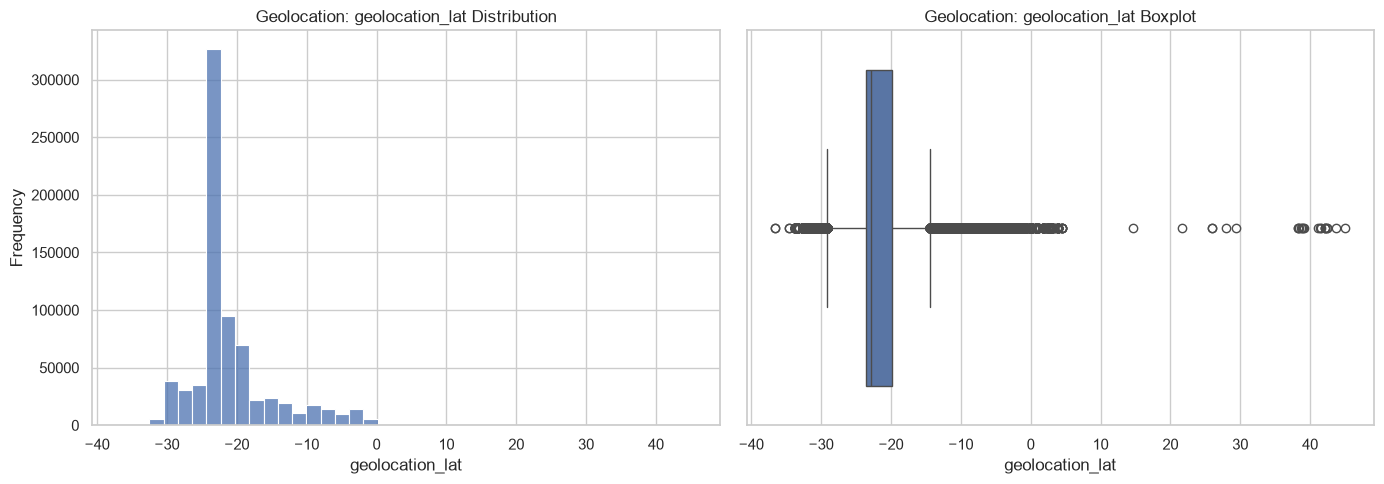 Geolocation: geolocation_lat Distribution
Frequency
300000
250000
200000
150000
100000
50000
0
−40 −30 −20 −10 0 10 20 30 40
geolocation_lat
Geolocation: geolocation_lat Boxplot
−40 −30 −20 −10 0 10 20 30 40
geolocation_lat